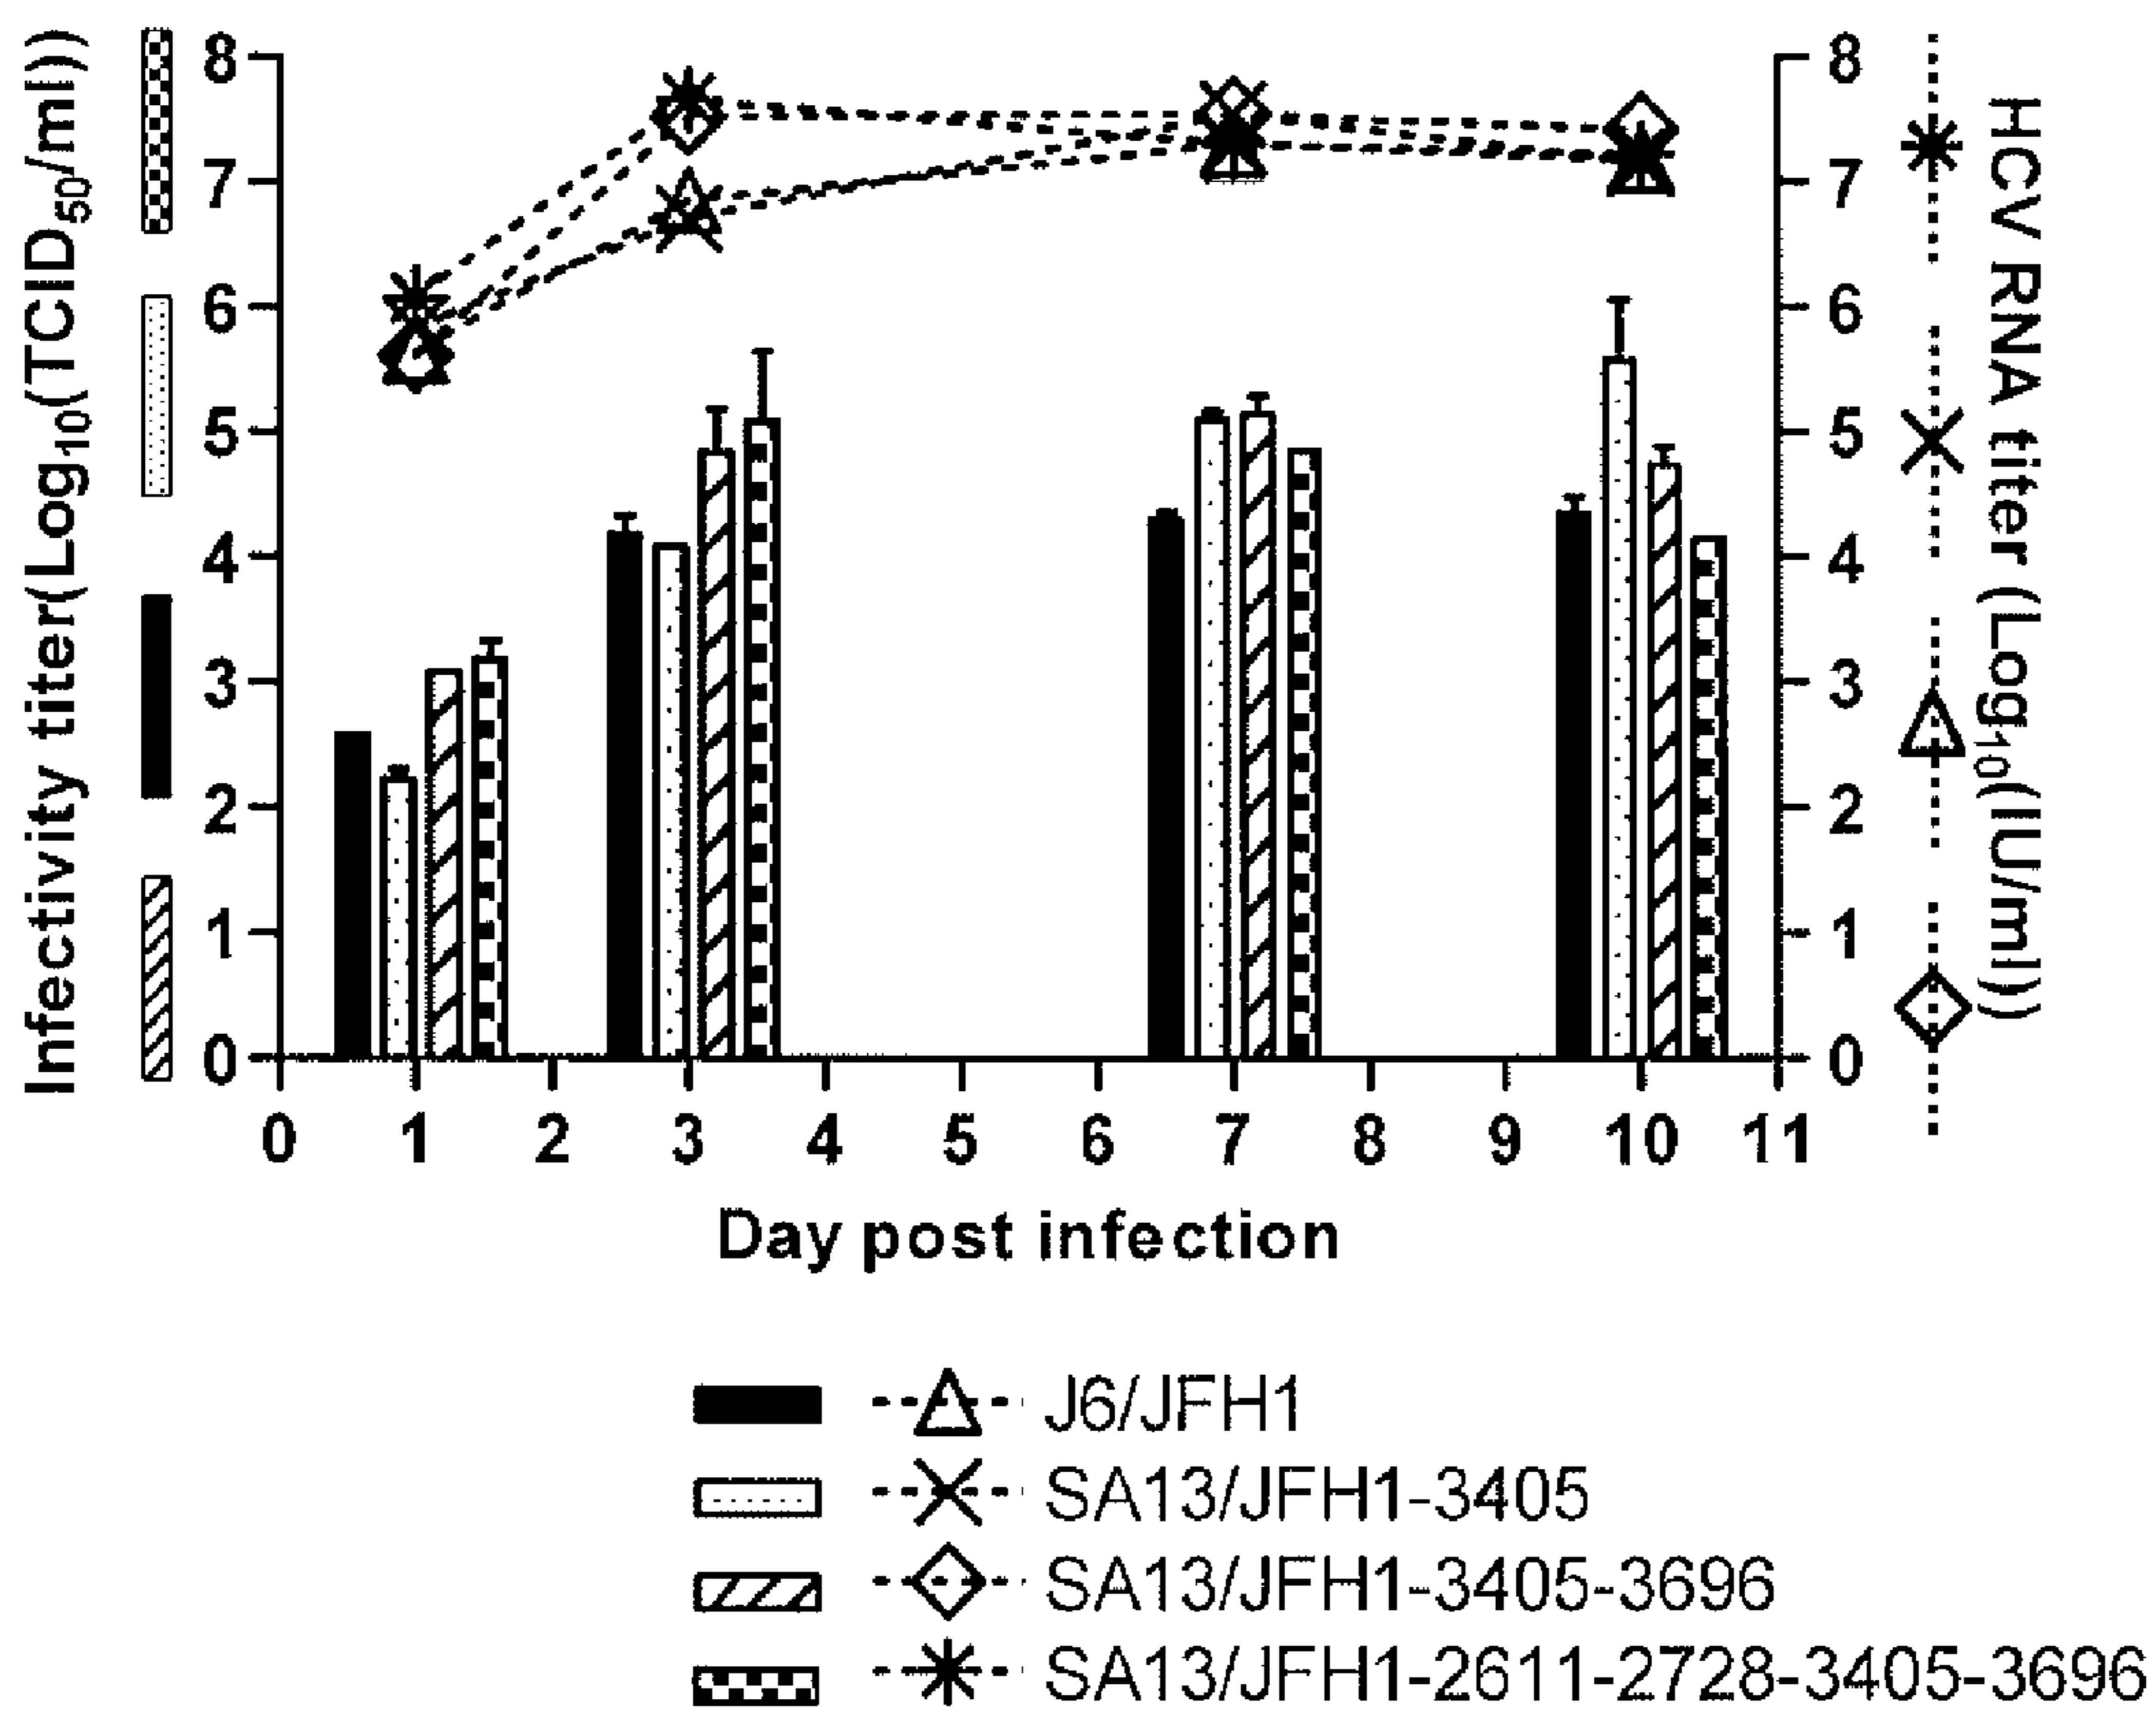 Infectivity titer(Log10(TCID50/ml))
8
7
6
5
4
3
2
1
0
8
7
6
5
4
3
2
1
0
HCV RNA titer (Log10(IU/ml))
0 1 2 3 4 5 6 7 8 9 10 11
Day post infection
J6/JFH1
SA13/JFH1-3405
SA13/JFH1-3405-3696
SA13/JFH1-2611-2728-3405-3696